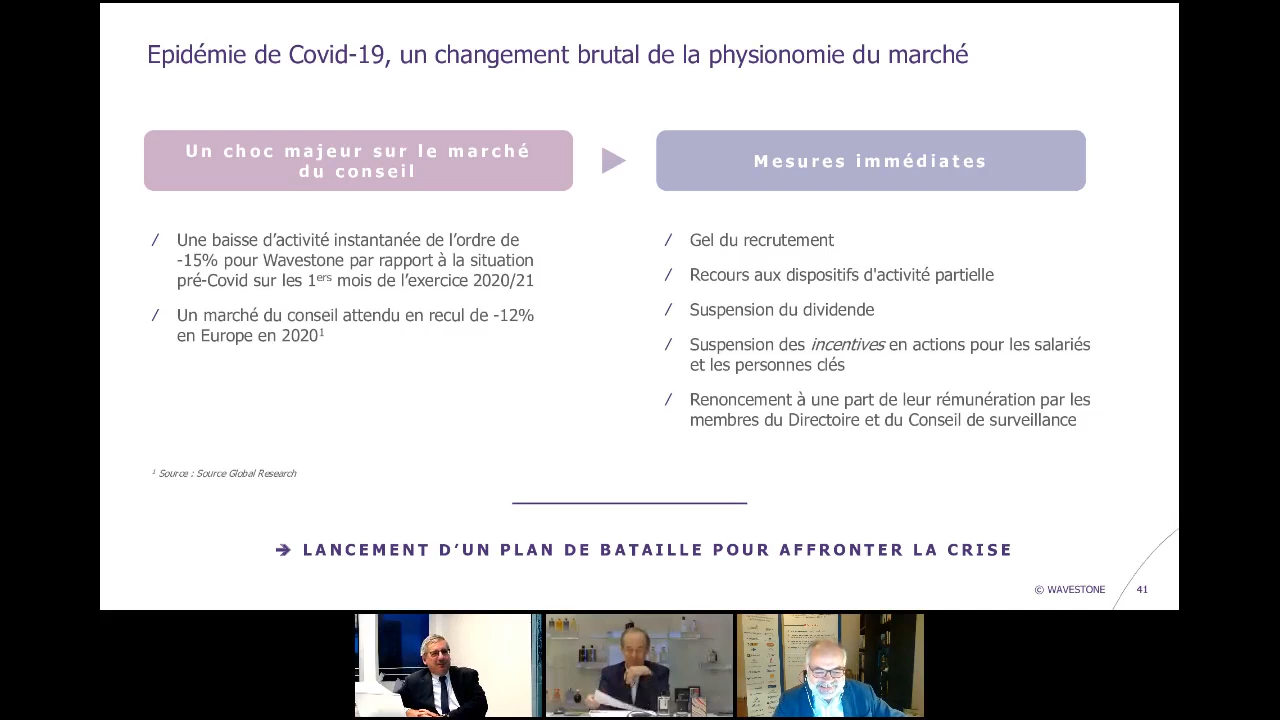 Epidémie de Covid-19, un changement brutal de la physionomie du marché
Un choc majeur sur le marché
du conseil
Mesures immédiates
/ Une baisse d’activité instantanée de l’ordre de
-15% pour Wavestone par rapport à la situation
pré-Covid sur les 1ers mois de l’exercice 2020/21
/ Un marché du conseil attendu en recul de -12%
en Europe en 2020¹
/ Gel du recrutement
/ Recours aux dispositifs d'activité partielle
/ Suspension du dividende
/ Suspension des incentives en actions pour les salariés
et les personnes clés
/ Renoncement à une part de leur rémunération par les
membres du Directoire et du Conseil de surveillance
¹ Source : Source Global Research
➔ LANCEMENT D’UN PLAN DE BATAILLE POUR AFFRONTER LA CRISE
© WAVESTONE 41